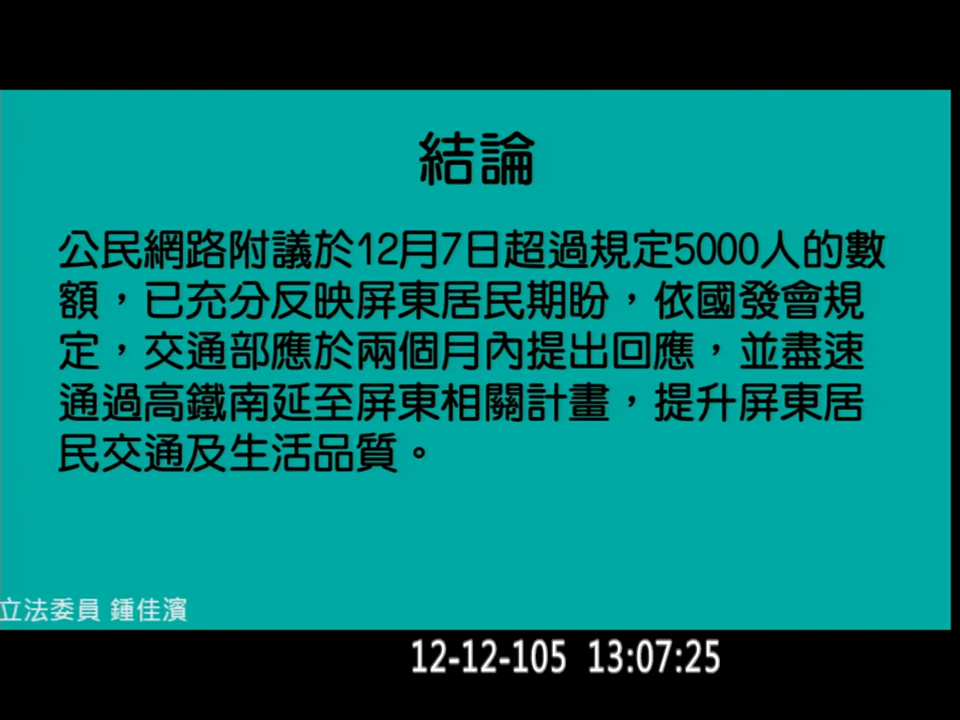 結論
公民網路附議於12月7日超過規定5000人的數
額，已充分反映屏東居民期盼，依國發會規
定，交通部應於兩個月內提出回應，並盡速
通過高鐵南延至屏東相關計畫，提升屏東居
民交通及生活品質。
立法委員 鍾佳濱
12-12-105 13:07:25